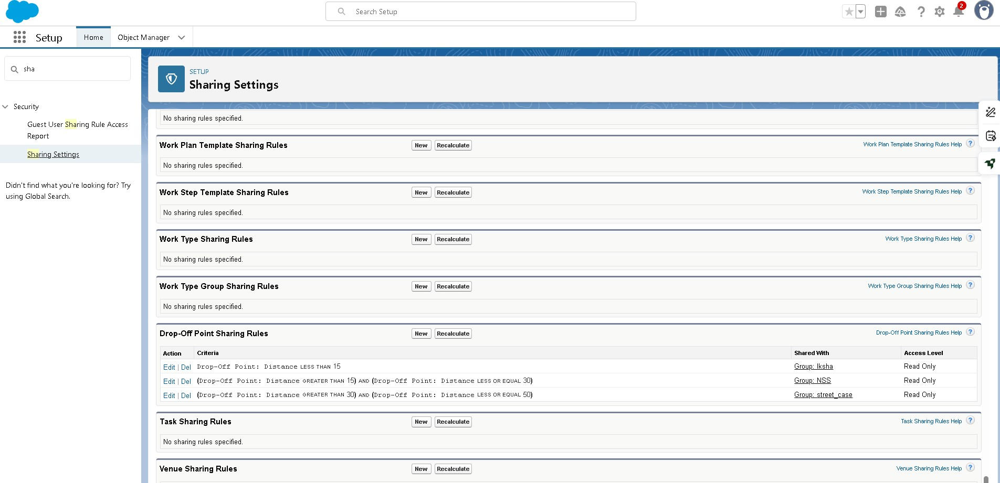 Search Setup
2
Setup
Home
Object Manager
sha
Security
Guest User Sharing Rule Access
Report
Sharing Settings
Didn't find what you're looking for? Try
using Global Search.
SETUP
Sharing Settings
No sharing rules specified.
Work Plan Template Sharing Rules New Recalculate Work Plan Template Sharing Rules Help ?
No sharing rules specified.
Work Step Template Sharing Rules New Recalculate Work Step Template Sharing Rules Help ?
No sharing rules specified.
Work Type Sharing Rules New Recalculate Work Type Sharing Rules Help ?
No sharing rules specified.
Work Type Group Sharing Rules New Recalculate Work Type Group Sharing Rules Help ?
No sharing rules specified.
Drop-Off Point Sharing Rules New Recalculate Drop-Off Point Sharing Rules Help ?
Action Criteria Shared With Access Level
Edit | Del Drop-Off Point: Distance LESS THAN 15 Group: Iksha Read Only
Edit | Del (Drop-Off Point: Distance GREATER THAN 15) AND (Drop-Off Point: Distance LESS OR EQUAL 30) Group: NSS Read Only
Edit | Del (Drop-Off Point: Distance GREATER THAN 30) AND (Drop-Off Point: Distance LESS OR EQUAL 50) Group: street_case Read Only
Task Sharing Rules New Recalculate Task Sharing Rules Help ?
No sharing rules specified.
Venue Sharing Rules New Recalculate Venue Sharing Rules Help ?